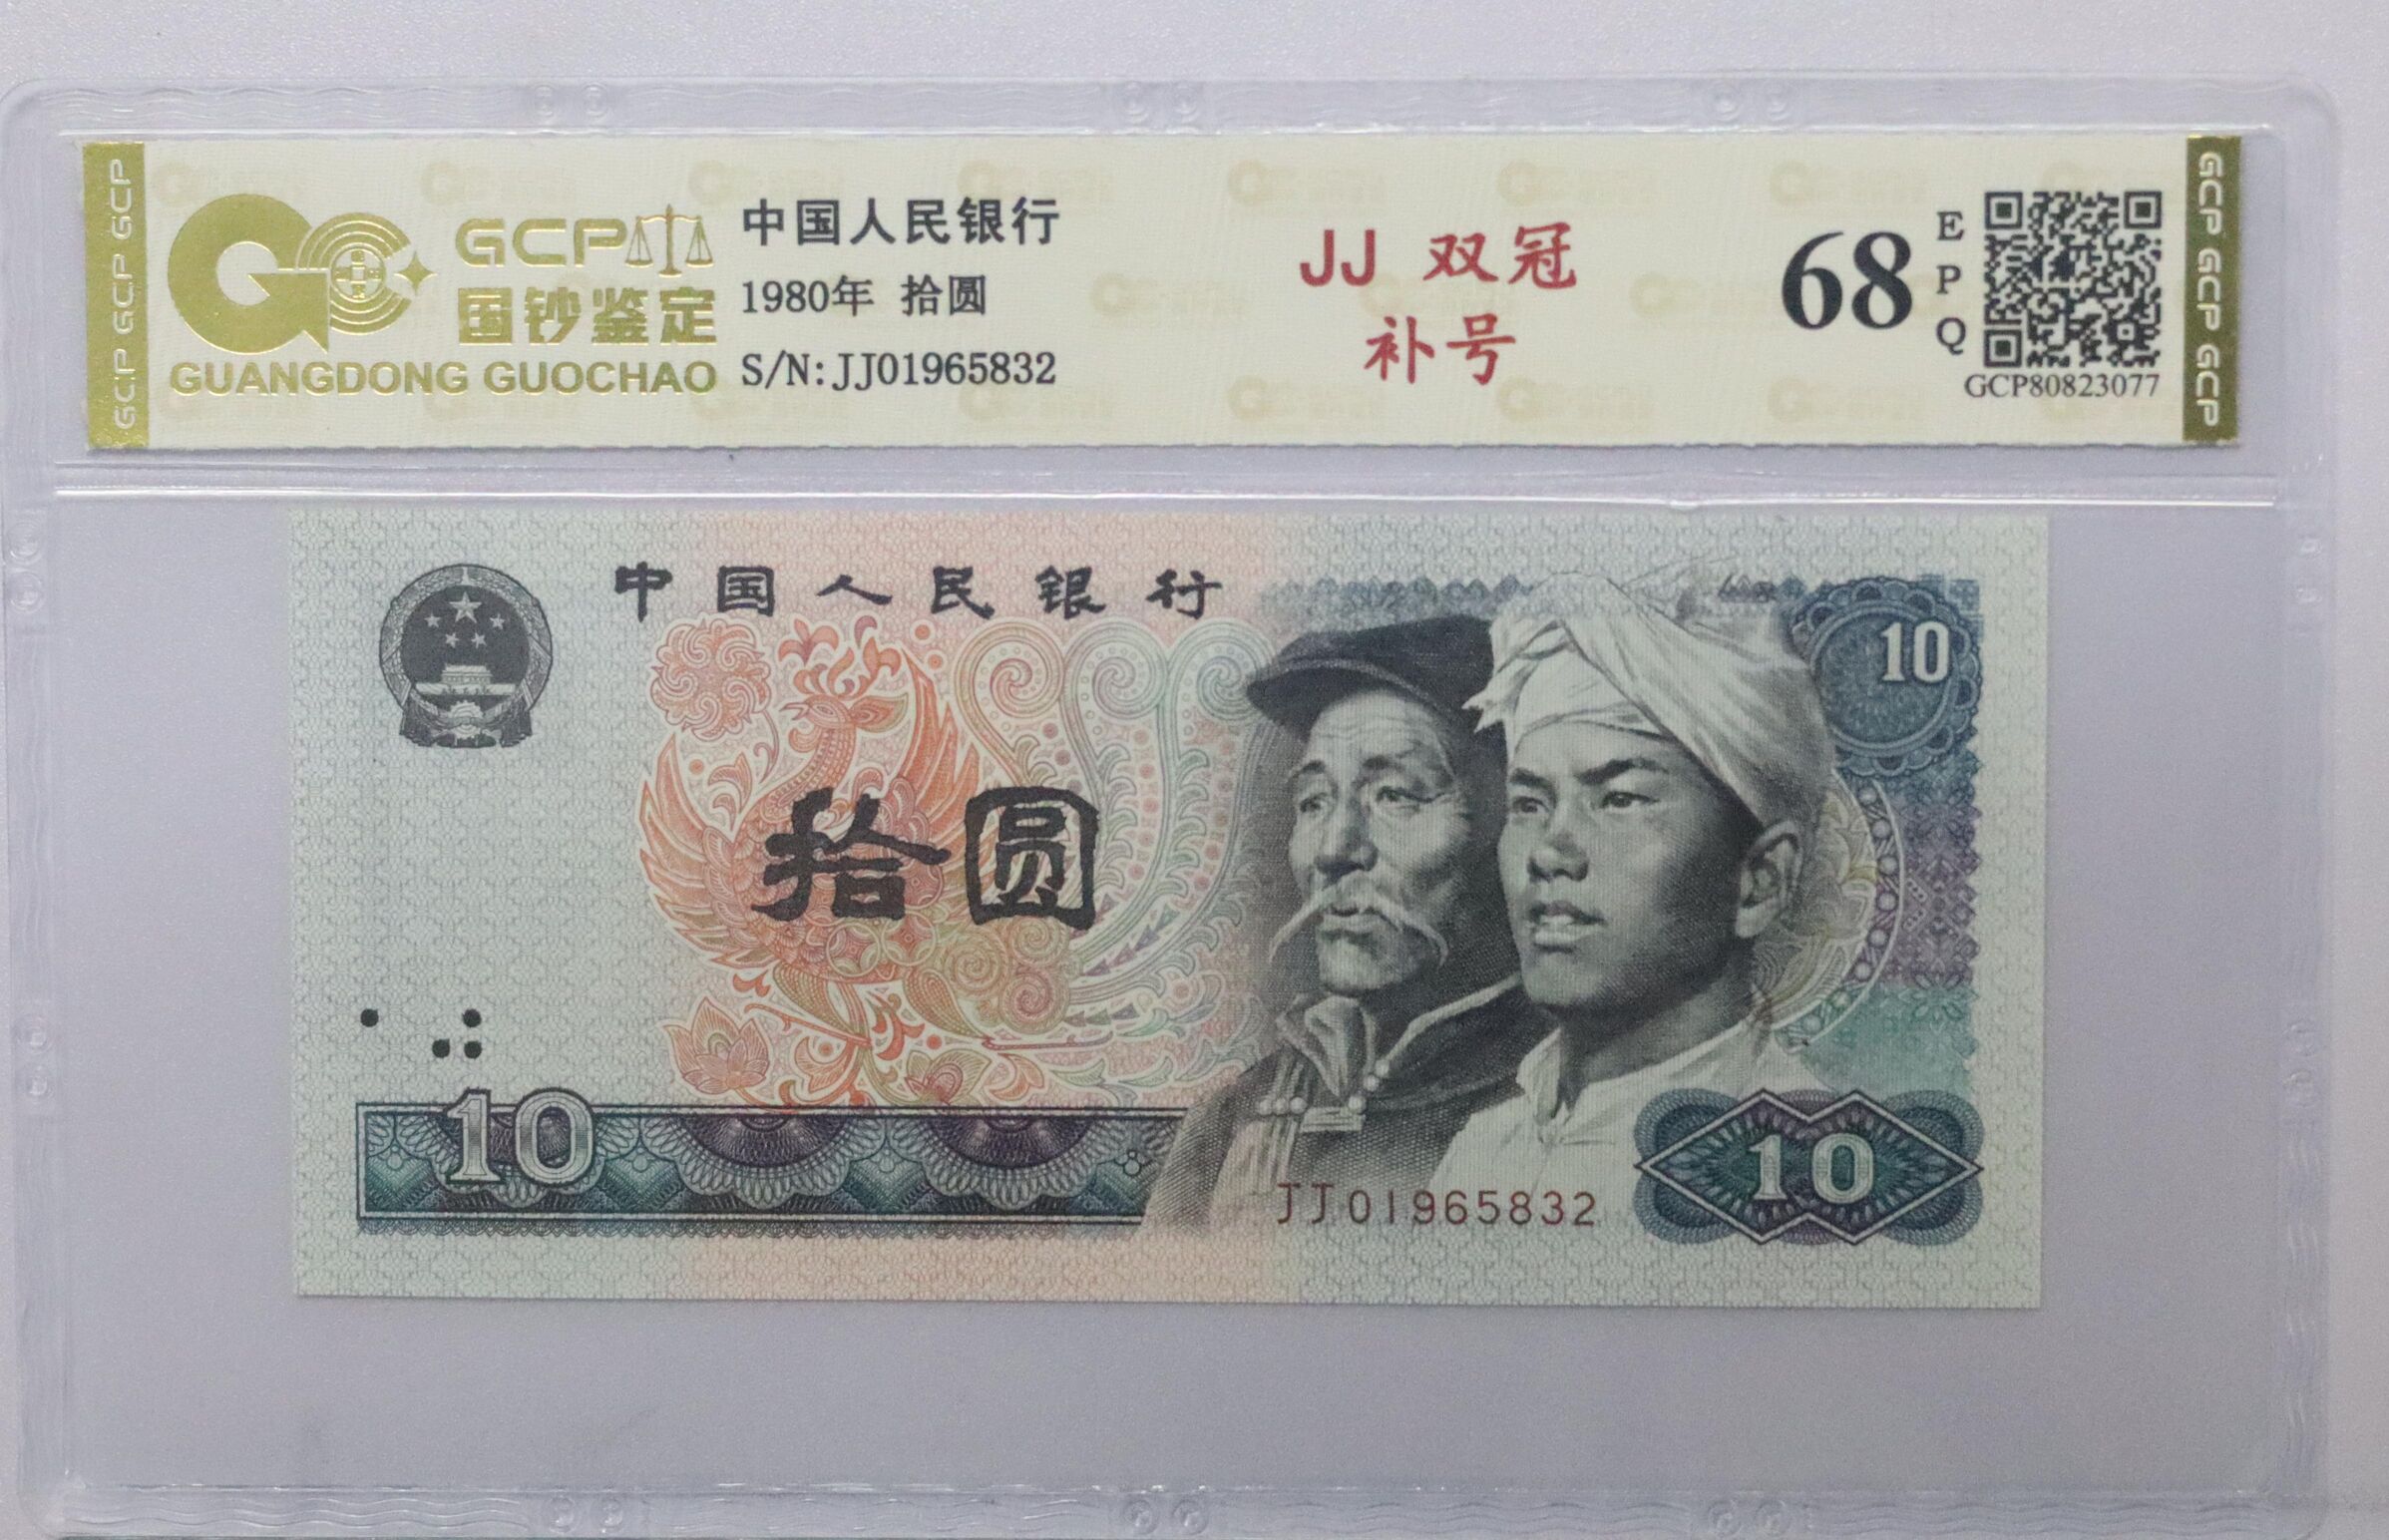 GCP GCP GCP
GCP
国钞鉴定
GUANGDONG GUOCHAO
中国人民银行
1980年 拾圆
S/N:JJ01965832
JJ 双冠
补号
68
E
P
Q
GCP80823077
GCP GCP GCP
中国人民银行
10
拾圆
10
JJ01965832
10